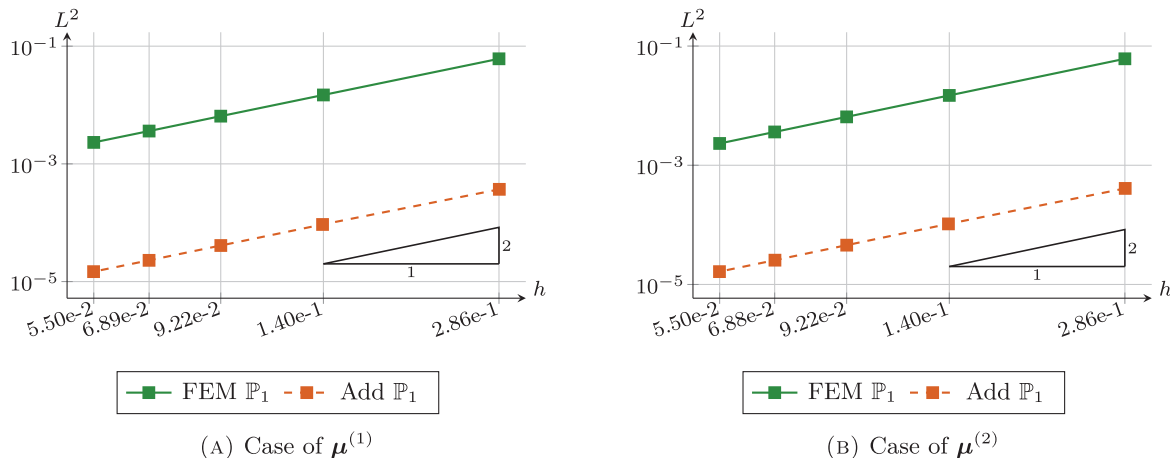 L²
10⁻¹
10⁻³
10⁻⁵
2
1
h
5.50e-2
6.89e-2
9.22e-2
1.40e-1
2.86e-1
FEM ℙ₁ Add ℙ₁
(A) Case of μ⁽¹⁾
L²
10⁻¹
10⁻³
10⁻⁵
2
1
h
5.50e-2
6.88e-2
9.22e-2
1.40e-1
2.86e-1
FEM ℙ₁ Add ℙ₁
(B) Case of μ⁽²⁾